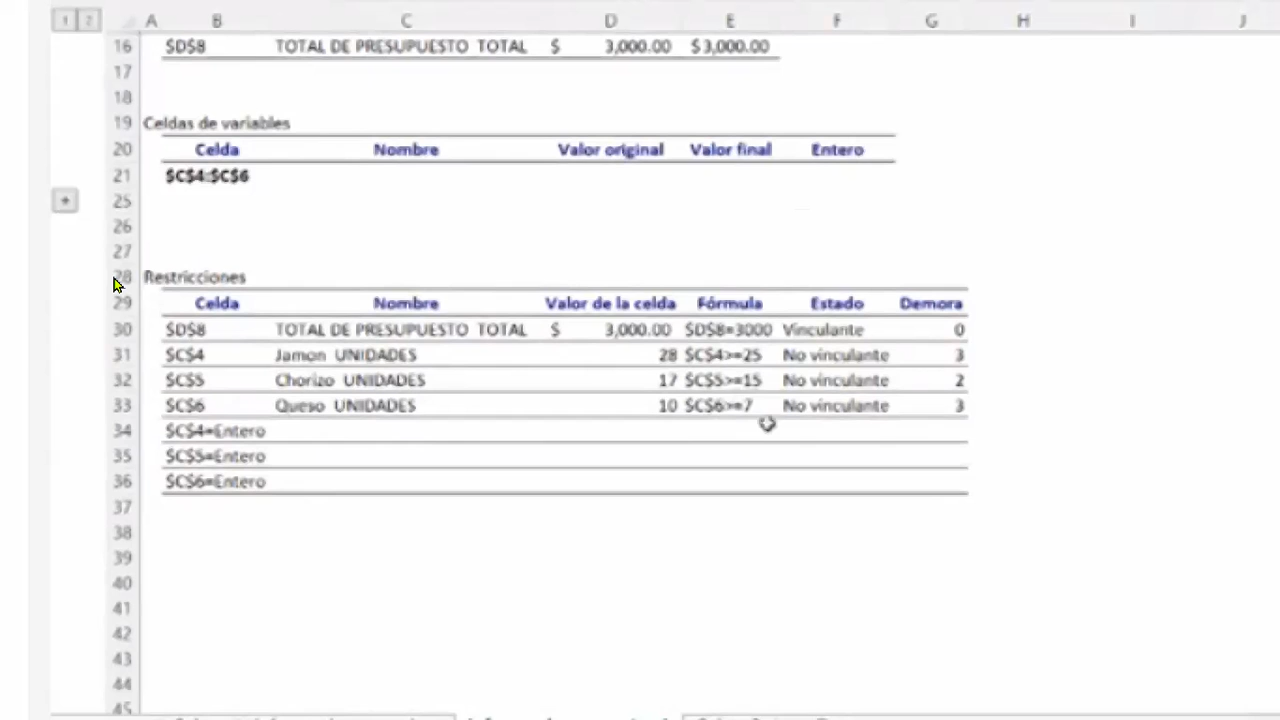 1 2 A B C D E F G H I J
16 $D$8 TOTAL DE PRESUPUESTO TOTAL $ 3,000.00 $3,000.00
17
18
19 Celdas de variables
20 Celda Nombre Valor original Valor final Entero
21 $C$4:$C$6
25
26
27
28 Restricciones
29 Celda Nombre Valor de la celda Fórmula Estado Demora
30 $D$8 TOTAL DE PRESUPUESTO TOTAL $ 3,000.00 $D$8=3000 Vinculante 0
31 $C$4 Jamon UNIDADES 28 $C$4>=25 No vinculante 3
32 $C$5 Chorizo UNIDADES 17 $C$5>=15 No vinculante 2
33 $C$6 Queso UNIDADES 10 $C$6>=7 No vinculante 3
34 $C$4=Entero
35 $C$5=Entero
36 $C$6=Entero
37
38
39
40
41
42
43
44
45